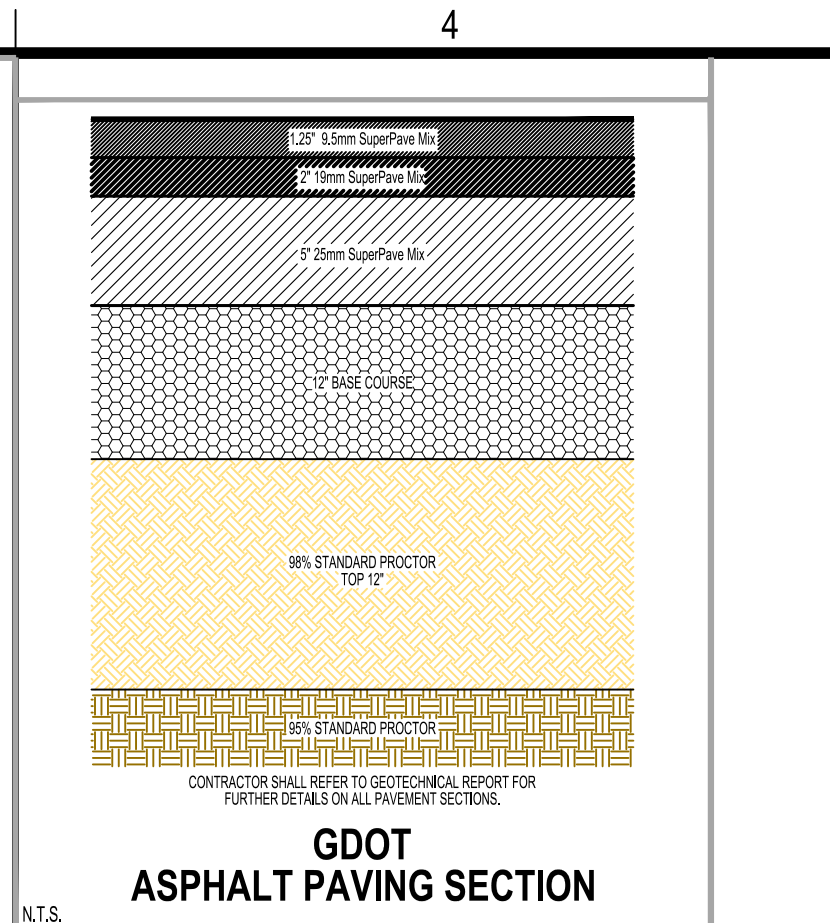 4
1.25" 9.5mm SuperPave Mix
2" 19mm SuperPave Mix
5" 25mm SuperPave Mix
12" BASE COURSE
98% STANDARD PROCTOR
TOP 12"
95% STANDARD PROCTOR
CONTRACTOR SHALL REFER TO GEOTECHNICAL REPORT FOR
FURTHER DETAILS ON ALL PAVEMENT SECTIONS.
GDOT
ASPHALT PAVING SECTION
N.T.S.